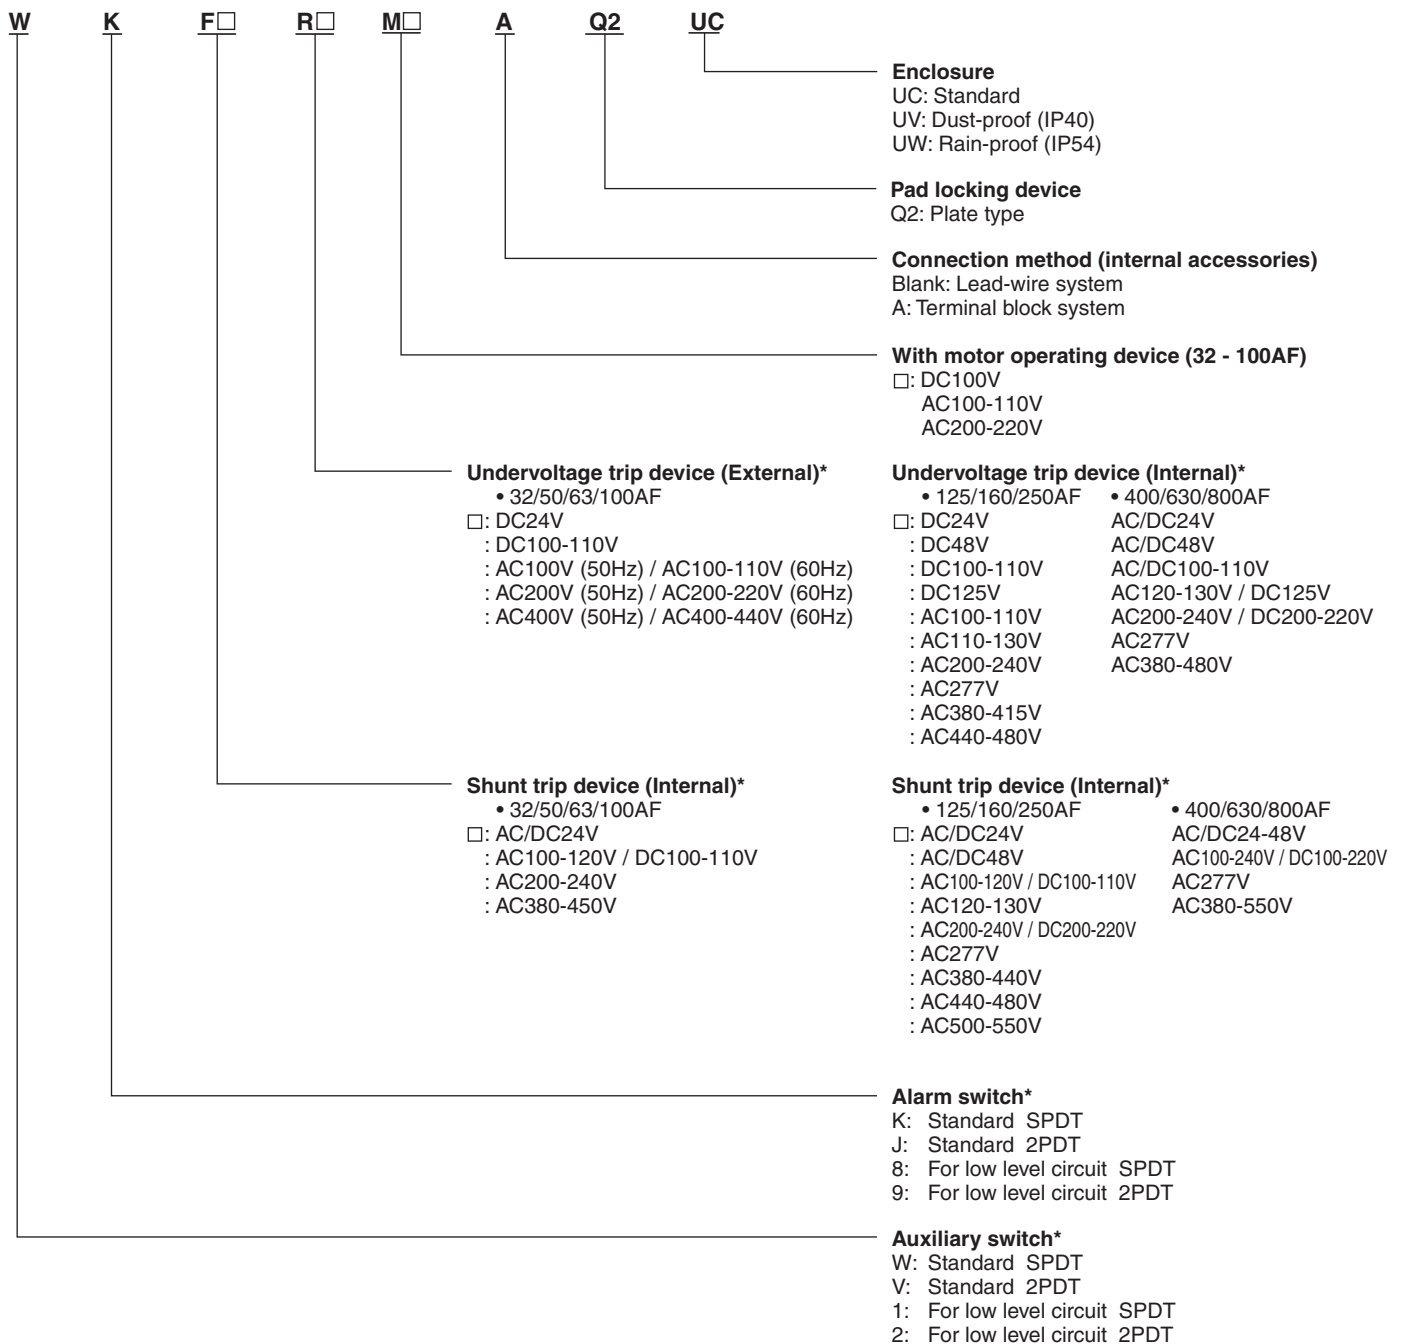 W K F□ R□ M□ A Q2 UC
Enclosure
UC: Standard
UV: Dust-proof (IP40)
UW: Rain-proof (IP54)
Pad locking device
Q2: Plate type
Connection method (internal accessories)
Blank: Lead-wire system
A: Terminal block system
With motor operating device (32 - 100AF)
□: DC100V
AC100-110V
AC200-220V
Undervoltage trip device (External)*
• 32/50/63/100AF
□: DC24V
: DC100-110V
: AC100V (50Hz) / AC100-110V (60Hz)
: AC200V (50Hz) / AC200-220V (60Hz)
: AC400V (50Hz) / AC400-440V (60Hz)
Undervoltage trip device (Internal)*
• 125/160/250AF • 400/630/800AF
□: DC24V AC/DC24V
: DC48V AC/DC48V
: DC100-110V AC/DC100-110V
: DC125V AC120-130V / DC125V
: AC100-110V AC200-240V / DC200-220V
: AC110-130V AC277V
: AC200-240V AC380-480V
: AC277V
: AC380-415V
: AC440-480V
Shunt trip device (Internal)*
• 32/50/63/100AF
□: AC/DC24V
: AC100-120V / DC100-110V
: AC200-240V
: AC380-450V
Shunt trip device (Internal)*
• 125/160/250AF • 400/630/800AF
□: AC/DC24V AC/DC24-48V
: AC/DC48V AC100-240V / DC100-220V
: AC100-120V / DC100-110V AC277V
: AC120-130V AC380-550V
: AC200-240V / DC200-220V
: AC277V
: AC380-440V
: AC440-480V
: AC500-550V
Alarm switch*
K: Standard SPDT
J: Standard 2PDT
8: For low level circuit SPDT
9: For low level circuit 2PDT
Auxiliary switch*
W: Standard SPDT
V: Standard 2PDT
1: For low level circuit SPDT
2: For low level circuit 2PDT